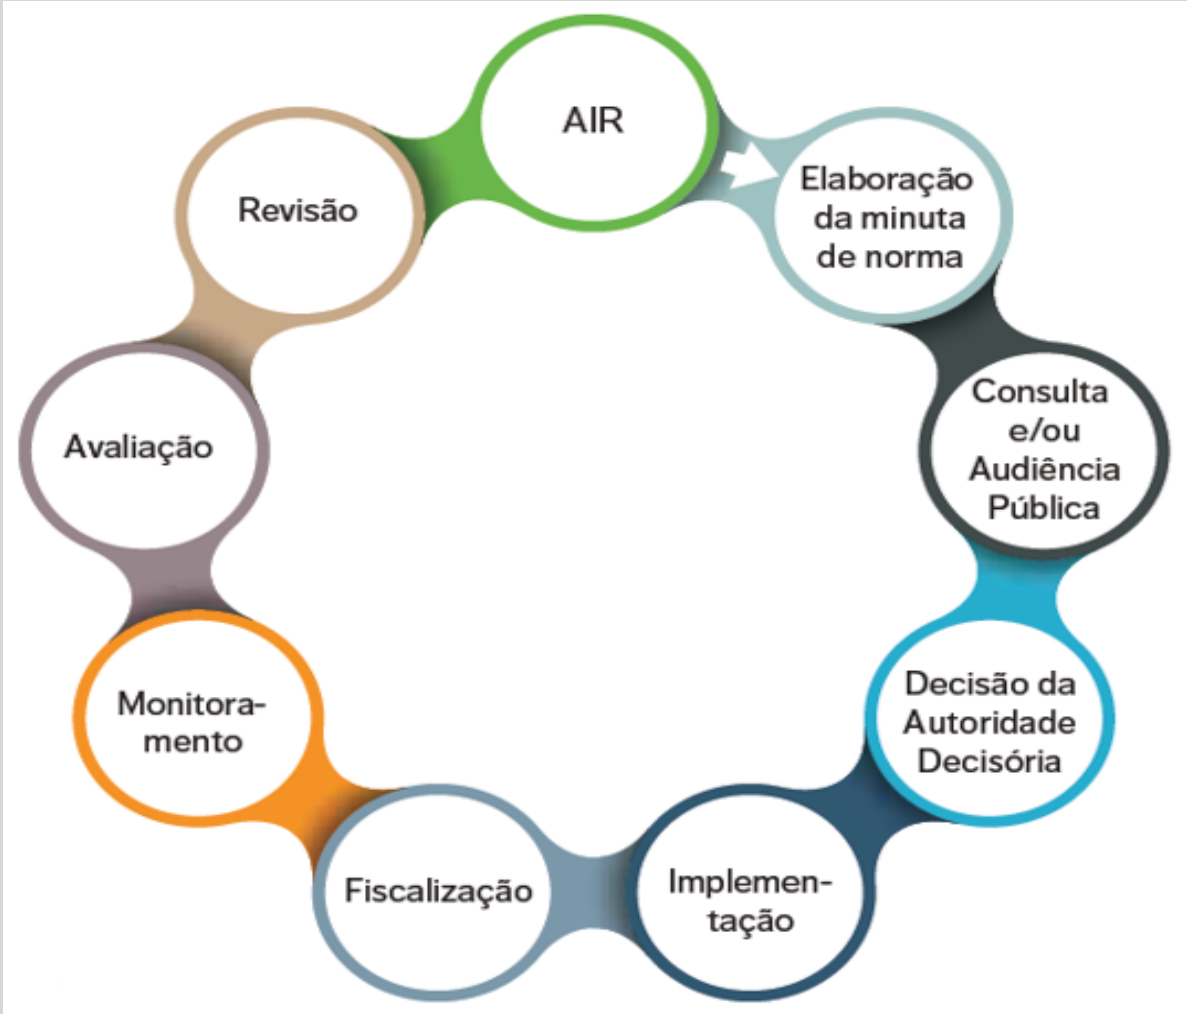 AIR
Elaboração
da minuta
de norma
Consulta
e/ou
Audiência
Pública
Decisão da
Autoridade
Decisória
Implemen-
tação
Fiscalização
Monitora-
mento
Avaliação
Revisão